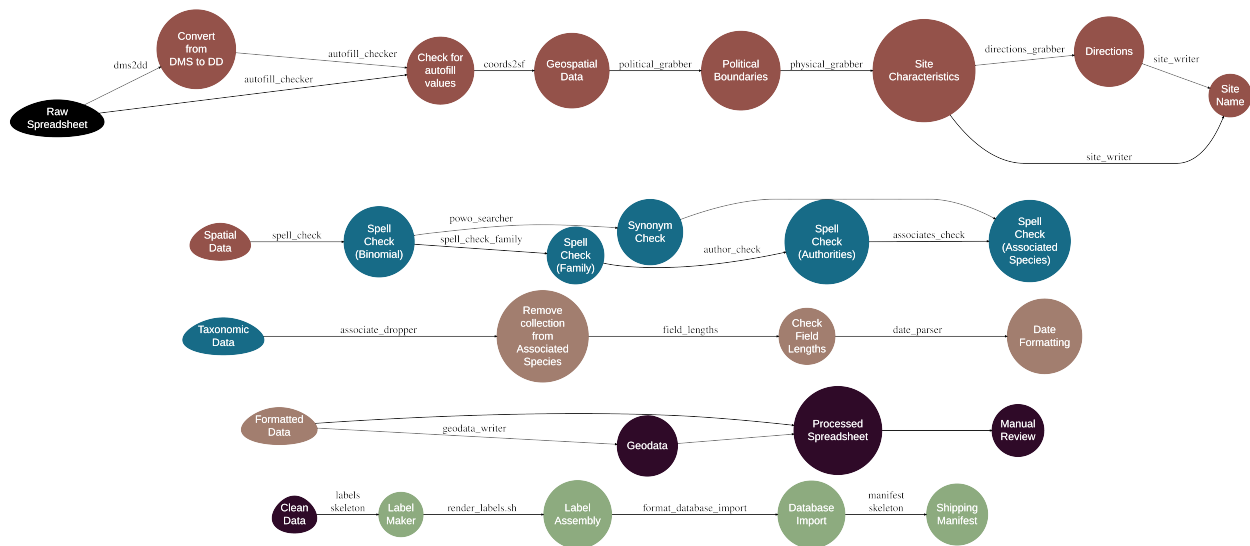 Convert
from
DMS to DD
dms2dd
autofill_checker
autofill_checker
Raw
Spreadsheet
Check for
autofill
values
coords2sf
Geospatial
Data
political_grabber
Political
Boundaries
physical_grabber
Site
Characteristics
directions_grabber
Directions
site_writer
Site
Name
site_writer
Spatial
Data
spell_check
Spell
Check
(Binomial)
powo_searcher
spell_check_family
Synonym
Check
Spell
Check
(Family)
author_check
Spell
Check
(Authorities)
associates_check
Spell
Check
(Associated
Species)
Taxonomic
Data
associate_dropper
Remove
collection
from
Associated
Species
field_lengths
Check
Field
Lengths
date_parser
Date
Formatting
Formatted
Data
geodata_writer
Geodata
Processed
Spreadsheet
Manual
Review
Clean
Data
labels
skeleton
Label
Maker
render_labels.sh
Label
Assembly
format_database_import
Database
Import
manifest
skeleton
Shipping
Manifest